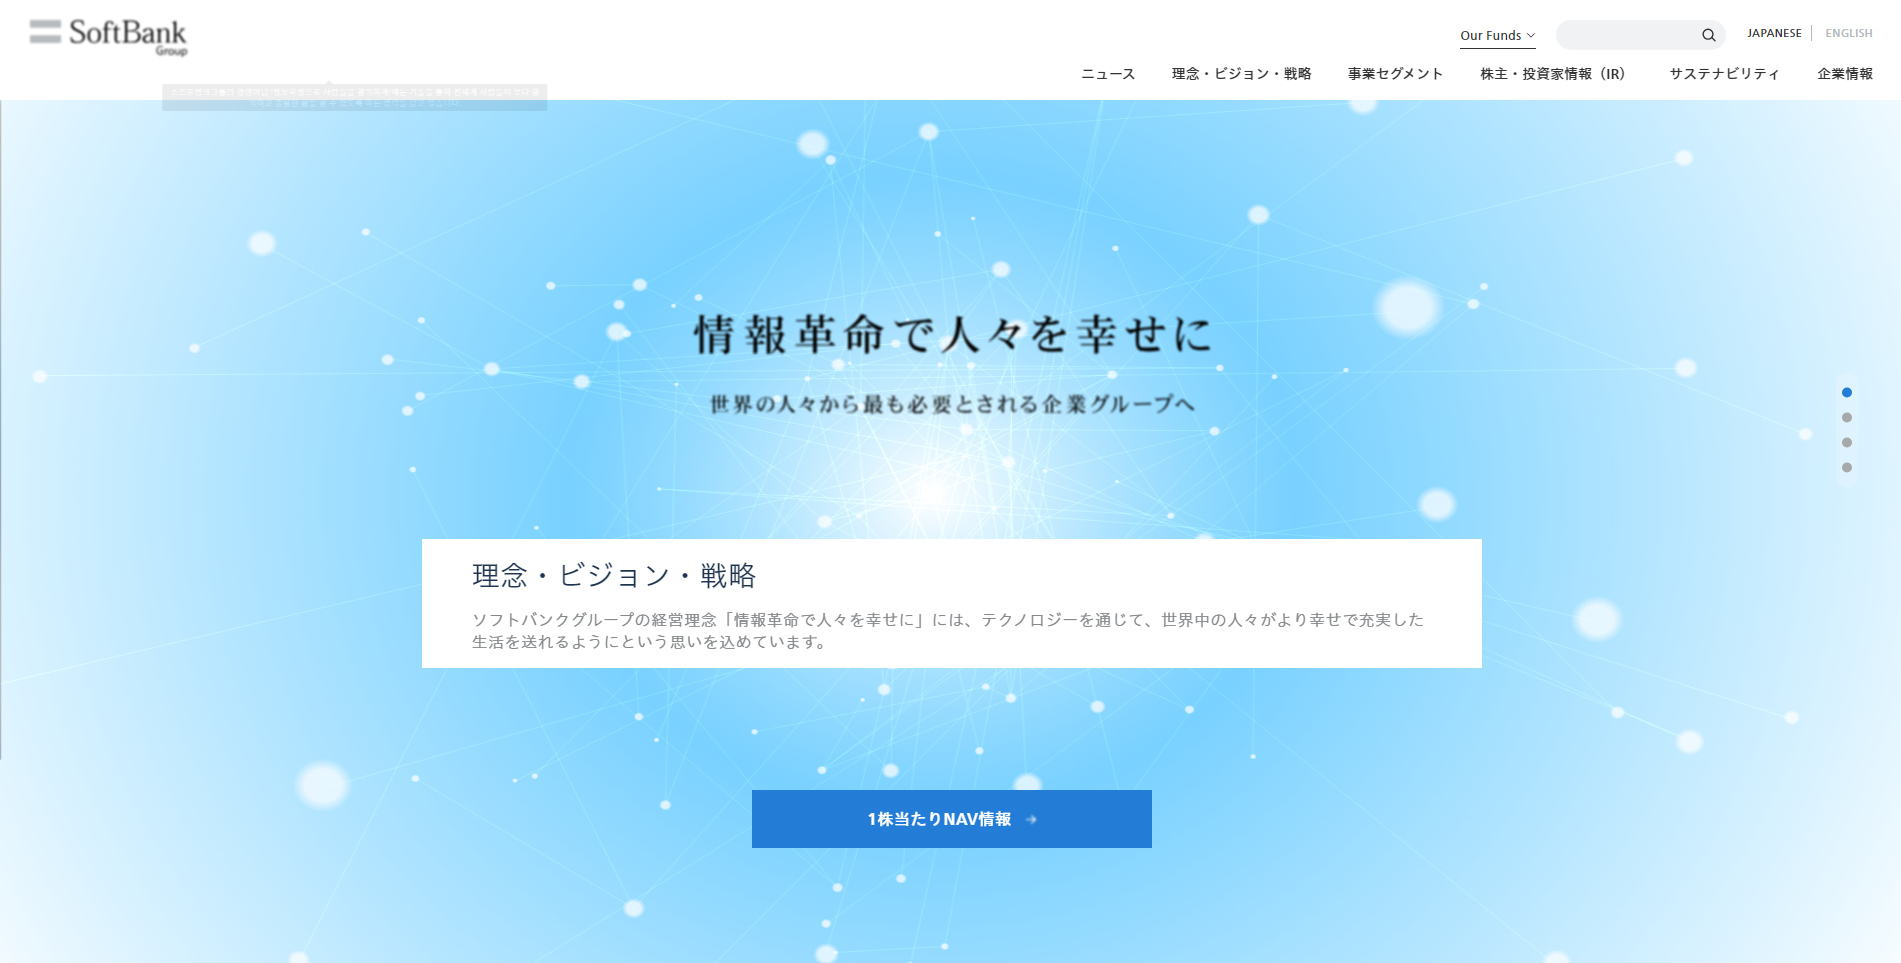 SoftBank
Group
Our Funds
JAPANESE
ENGLISH
ニュース
理念・ビジョン・戦略
事業セグメント
株主・投資家情報（IR）
サステナビリティ
企業情報
情報革命で人々を幸せに
世界の人々から最も必要とされる企業グループへ
理念・ビジョン・戦略
ソフトバンクグループの経営理念「情報革命で人々を幸せに」には、テクノロジーを通じて、世界中の人々がより幸せで充実した
生活を送れるようにという思いを込めています。
1株当たりNAV情報